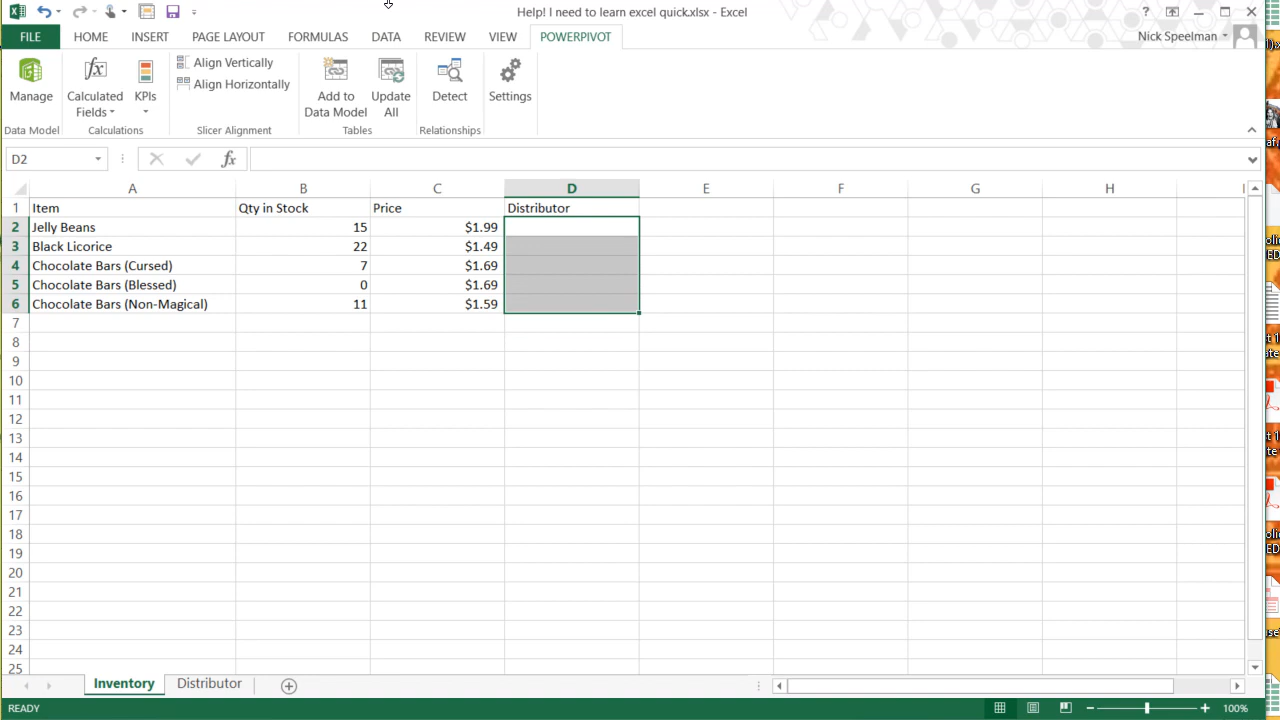 Help! I need to learn excel quick.xlsx - Excel
?
FILE HOME INSERT PAGE LAYOUT FORMULAS DATA REVIEW VIEW POWERPIVOT Nick Speelman
Manage
Calculated Fields
KPIs
Align Vertically
Align Horizontally
Add to Data Model
Update All
Detect
Settings
Data Model Calculations Slicer Alignment Tables Relationships
D2 fx
A B C D E F G H I
1 Item Qty in Stock Price Distributor
2 Jelly Beans 15 $1.99
3 Black Licorice 22 $1.49
4 Chocolate Bars (Cursed) 7 $1.69
5 Chocolate Bars (Blessed) 0 $1.69
6 Chocolate Bars (Non-Magical) 11 $1.59
7
8
9
10
11
12
13
14
15
16
17
18
19
20
21
22
23
24
25
Inventory Distributor
READY 100%